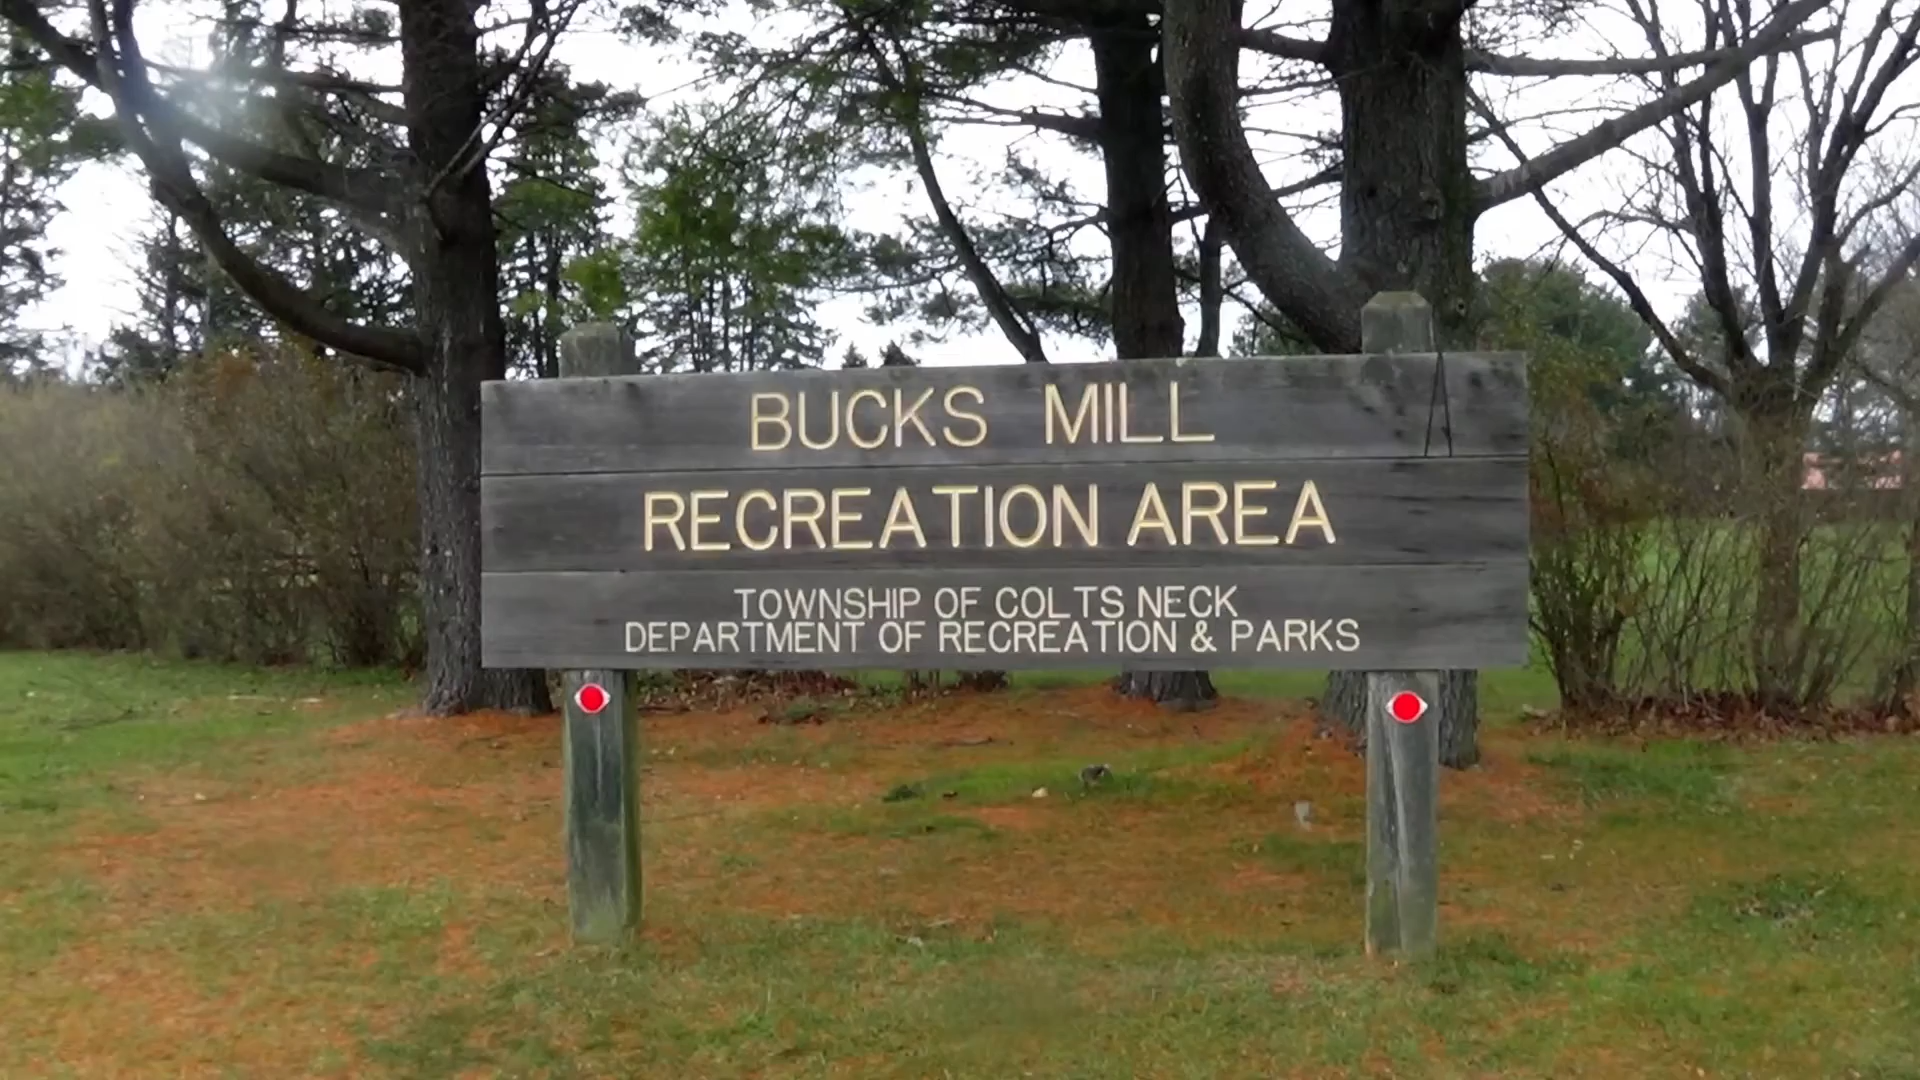 BUCKS MILL
RECREATION AREA
TOWNSHIP OF COLTS NECK
DEPARTMENT OF RECREATION & PARKS